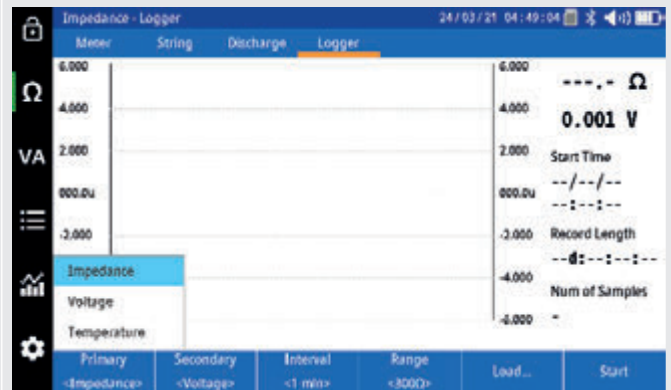 Impedance - Logger
24/03/21 04:49:04
Meter String Discharge Logger
Ω
VA
6.000
4.000
2.000
000.0u
-2.000
6.000
4.000
2.000
000.0u
-2.000
-4.000
-6.000
---.- Ω
0.001 V
Start Time
--/--/--
--:--:--
Record Length
--d:--:--:--
Num of Samples
-
Impedance
Voltage
Temperature
Primary Secondary Interval Range Load... Start
<Impedance> <Voltage> <1 min> <300Ω>